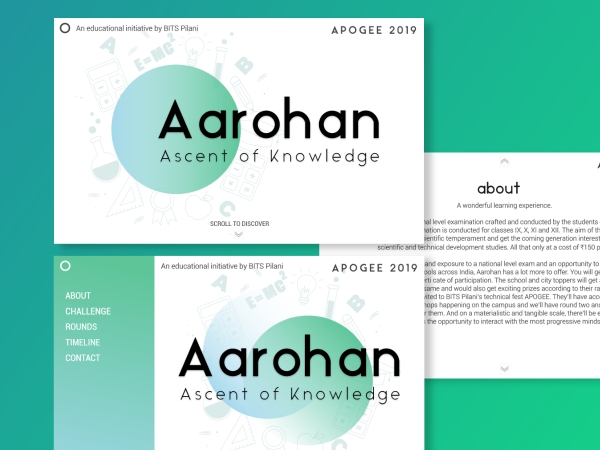 An educational initiative by BITS Pilani
APOGEE 2019
E=MC²
A
B
Aarohan
Ascent of Knowledge
SCROLL TO DISCOVER
about
A wonderful learning experience.
level examination crafted and conducted by the students
is conducted for classes IX, X, XI and XII. The aim of th
temperament and get the coming generation interest
scientific and technical development studies. All that only at a cost of ₹150 p
and exposure to a national level exam and an opportunity to
across India, Aarohan has a lot more to offer. You will ge
cate of participation. The school and city toppers will get
same and would also get exciting prizes according to their ra
to BITS Pilani's technical fest APOGEE. They'll have acc
happening on the campus and we'll have round two an
them. And on a materialistic and tangible scale, there'll be e
the opportunity to interact with the most progressive minds
An educational initiative by BITS Pilani
APOGEE 2019
ABOUT
CHALLENGE
ROUNDS
TIMELINE
CONTACT
E=MC²
B
Aarohan
Ascent of Knowledge